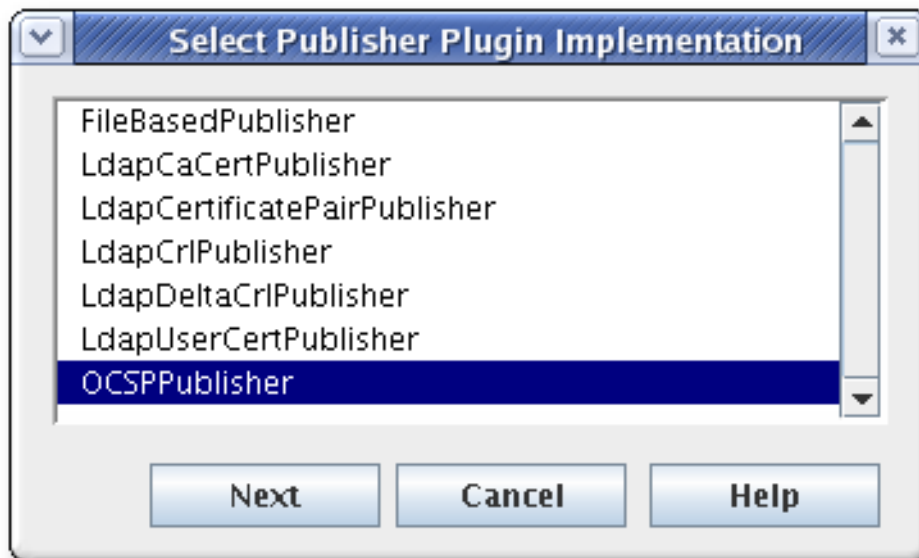 Select Publisher Plugin Implementation
FileBasedPublisher
LdapCaCertPublisher
LdapCertificatePairPublisher
LdapCrlPublisher
LdapDeltaCrlPublisher
LdapUserCertPublisher
OCSPPublisher
Next Cancel Help